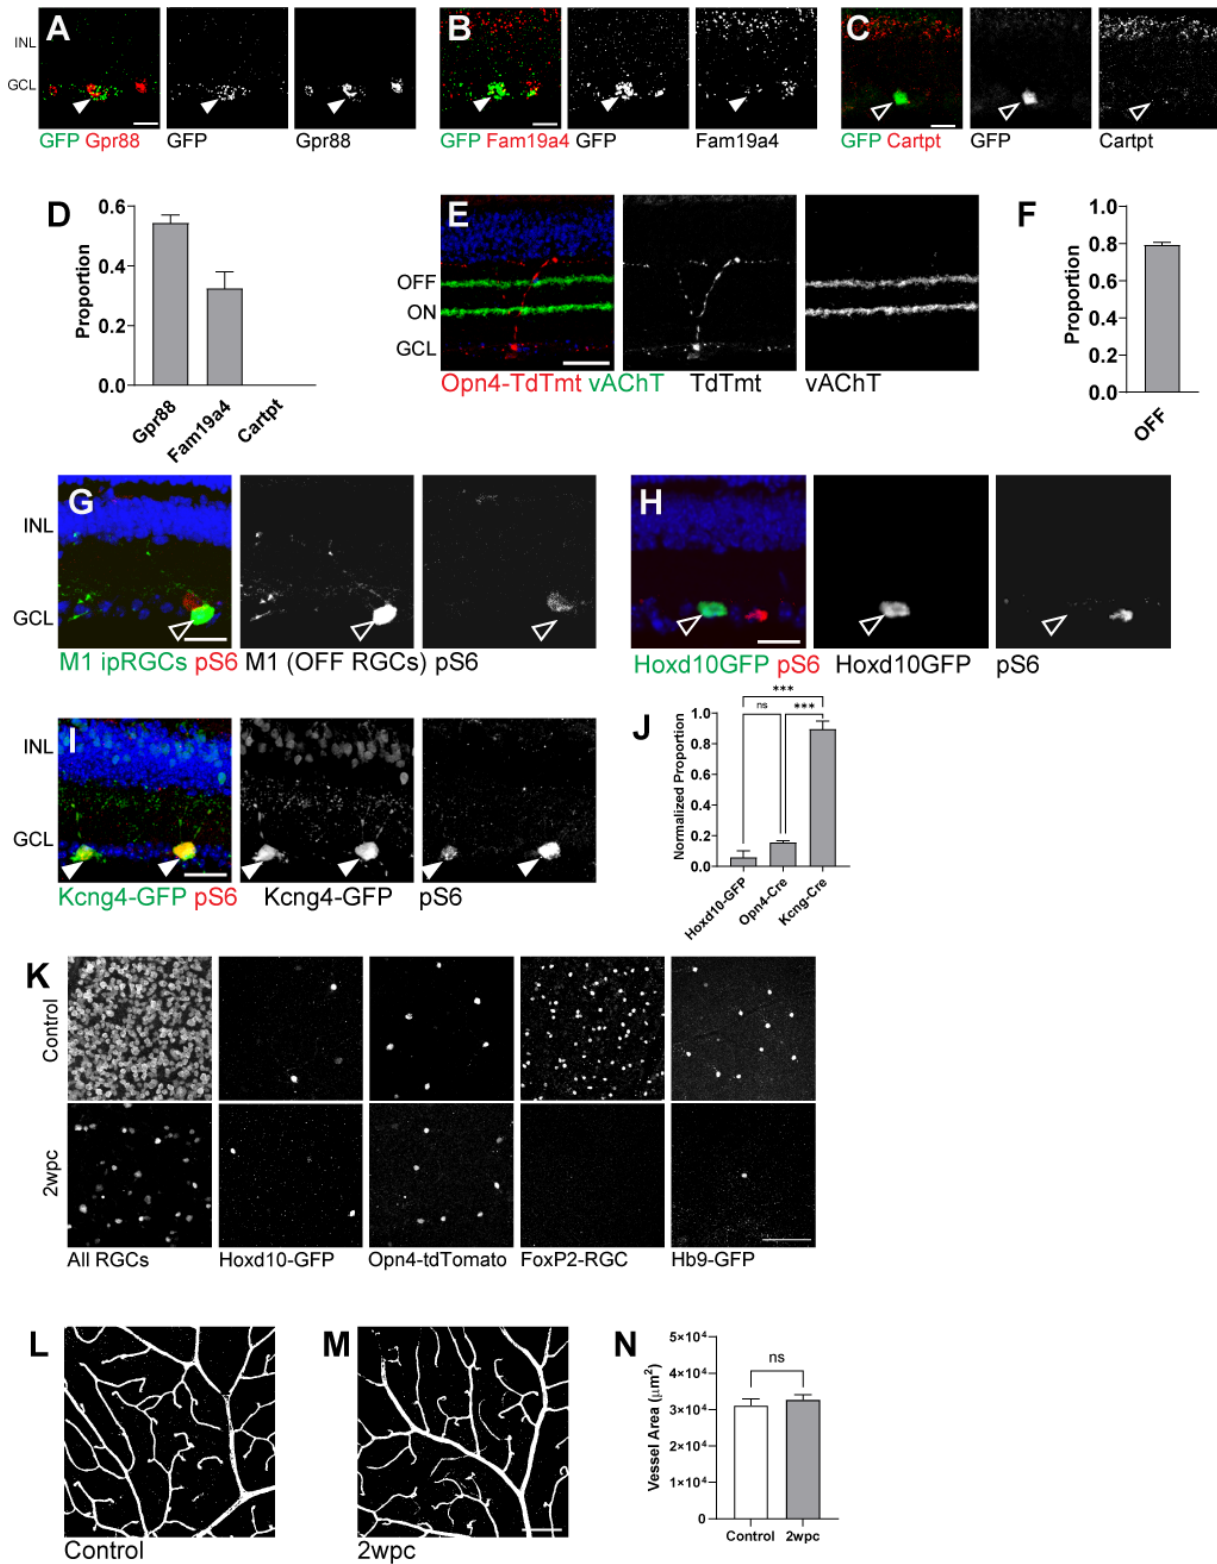 A
B
C
INL
GCL
GFP Gpr88
GFP
Gpr88
GFP Fam19a4
GFP
Fam19a4
GFP Cartpt
GFP
Cartpt
D
Proportion
0.6
0.4
0.2
0.0
Gpr88
Fam19a4
Cartpt
E
OFF
ON
GCL
Opn4-TdTmt vAChT
TdTmt
vAChT
F
Proportion
1.0
0.8
0.6
0.4
0.2
0.0
OFF
G
INL
GCL
M1 ipRGCs pS6
M1 (OFF RGCs)
pS6
H
Hoxd10GFP pS6
Hoxd10GFP
pS6
I
INL
GCL
Kcng4-GFP pS6
Kcng4-GFP
pS6
J
***
ns
***
Normalized Proportion
1.0
0.8
0.6
0.4
0.2
0.0
Hoxd10-GFP
Opn4-Cre
Kcng-Cre
K
Control
2wpc
All RGCs
Hoxd10-GFP
Opn4-tdTomato
FoxP2-RGC
Hb9-GFP
L
Control
M
2wpc
N
ns
Vessel Area (μm²)
5×10⁴
4×10⁴
3×10⁴
2×10⁴
1×10⁴
0
Control
2wpc